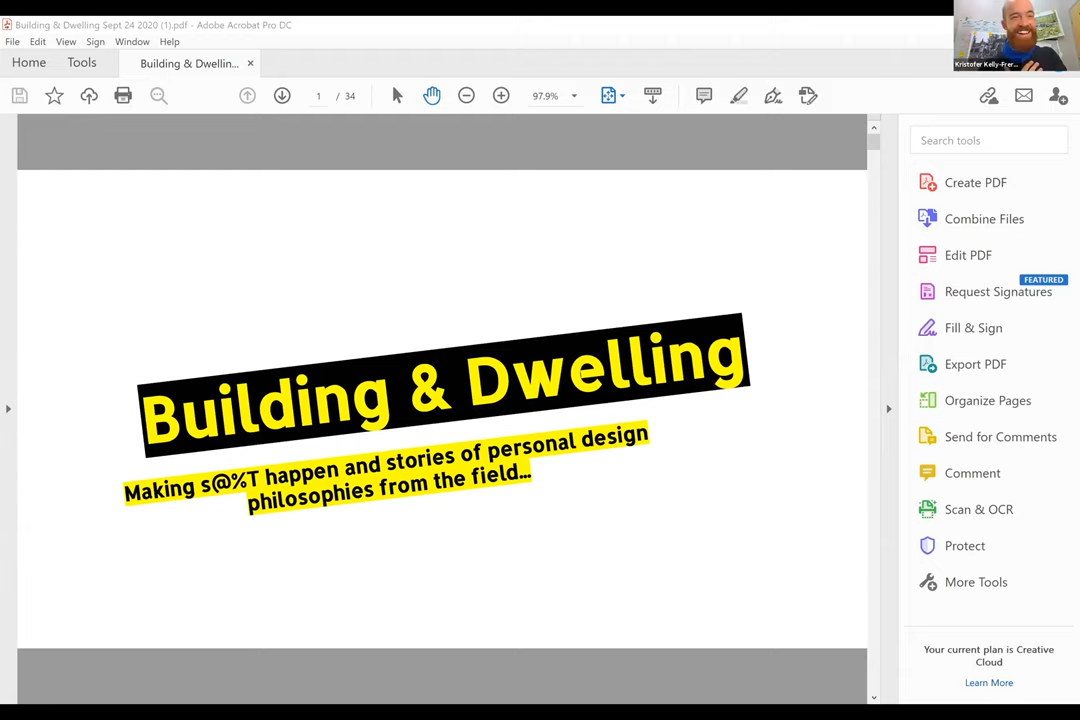 Building & Dwelling Sept 24 2020 (1).pdf - Adobe Acrobat Pro DC
File Edit View Sign Window Help
Home Tools Building & Dwellin... ×
1 / 34 97.9%
Kristofer Kelly-Frer...
Search tools
Create PDF
Combine Files
Edit PDF
FEATURED
Request Signatures
Fill & Sign
Export PDF
Organize Pages
Send for Comments
Comment
Scan & OCR
Protect
More Tools
Your current plan is Creative
Cloud
Learn More
Building & Dwelling
Making s@%T happen and stories of personal design
philosophies from the field...